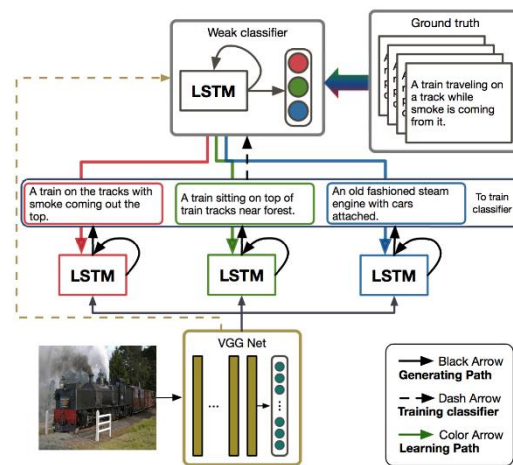 Weak classifier
LSTM
Ground truth
A train traveling on
a track while
smoke is coming
from it.
A train on the tracks with
smoke coming out the
top.
A train sitting on top of
train tracks near forest.
An old fashioned steam
engine with cars
attached.
To train
classifier
LSTM
LSTM
LSTM
VGG Net
...
Black Arrow
Generating Path
Dash Arrow
Training classifier
Color Arrow
Learning Path